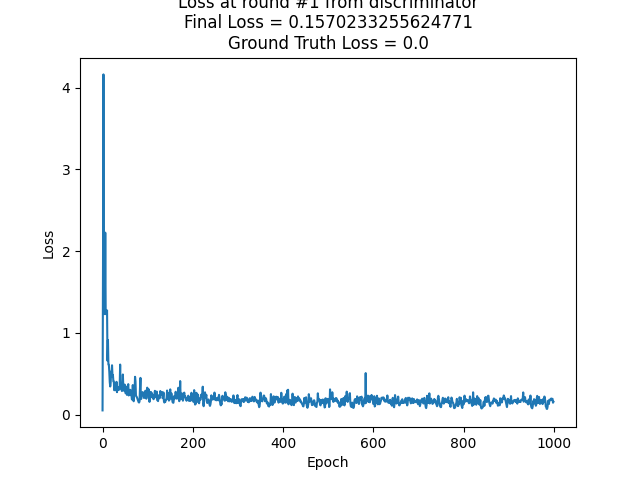 Loss at round #1 from discriminator
Final Loss = 0.1570233255624771
Ground Truth Loss = 0.0
4
3
2
1
0
Loss
0 200 400 600 800 1000
Epoch